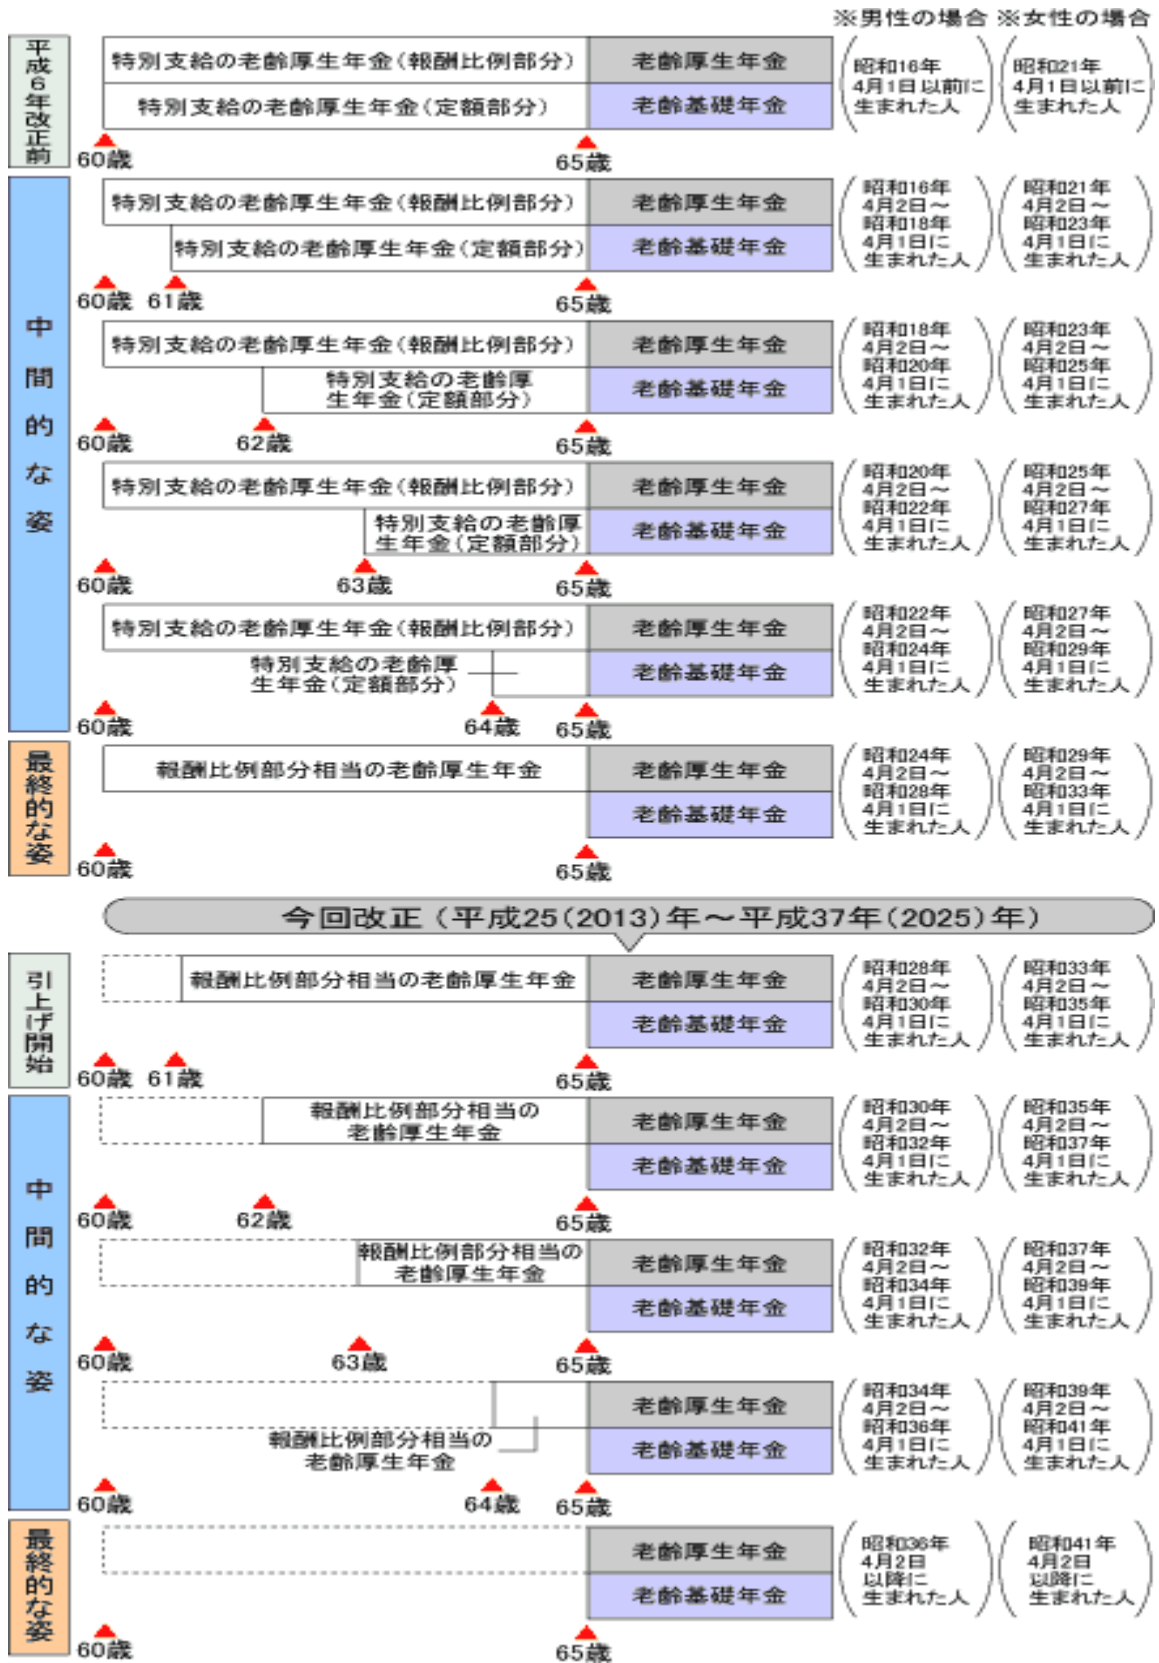 ※男性の場合 ※女性の場合
平成6年改正前
特別支給の老齢厚生年金(報酬比例部分)
老齢厚生年金
特別支給の老齢厚生年金(定額部分)
老齢基礎年金
昭和16年
4月1日以前に
生まれた人
昭和21年
4月1日以前に
生まれた人
60歳
65歳
中間的な姿
特別支給の老齢厚生年金(報酬比例部分)
老齢厚生年金
特別支給の老齢厚生年金(定額部分)
老齢基礎年金
昭和16年
4月2日~
昭和18年
4月1日に
生まれた人
昭和21年
4月2日~
昭和23年
4月1日に
生まれた人
60歳
61歳
65歳
特別支給の老齢厚生年金(報酬比例部分)
老齢厚生年金
特別支給の老齢厚
生年金(定額部分)
老齢基礎年金
昭和18年
4月2日~
昭和20年
4月1日に
生まれた人
昭和23年
4月2日~
昭和25年
4月1日に
生まれた人
60歳
62歳
65歳
特別支給の老齢厚生年金(報酬比例部分)
老齢厚生年金
特別支給の老齢厚
生年金(定額部分)
老齢基礎年金
昭和20年
4月2日~
昭和22年
4月1日に
生まれた人
昭和25年
4月2日~
昭和27年
4月1日に
生まれた人
60歳
63歳
65歳
特別支給の老齢厚生年金(報酬比例部分)
老齢厚生年金
特別支給の老齢厚
生年金(定額部分)
老齢基礎年金
昭和22年
4月2日~
昭和24年
4月1日に
生まれた人
昭和27年
4月2日~
昭和29年
4月1日に
生まれた人
60歳
64歳
65歳
最終的な姿
報酬比例部分相当の老齢厚生年金
老齢厚生年金
老齢基礎年金
昭和24年
4月2日~
昭和28年
4月1日に
生まれた人
昭和29年
4月2日~
昭和33年
4月1日に
生まれた人
60歳
65歳
今回改正(平成25(2013)年~平成37年(2025)年)
引上げ開始
報酬比例部分相当の老齢厚生年金
老齢厚生年金
老齢基礎年金
昭和28年
4月2日~
昭和30年
4月1日に
生まれた人
昭和33年
4月2日~
昭和35年
4月1日に
生まれた人
60歳
61歳
65歳
中間的な姿
報酬比例部分相当の
老齢厚生年金
老齢厚生年金
老齢基礎年金
昭和30年
4月2日~
昭和32年
4月1日に
生まれた人
昭和35年
4月2日~
昭和37年
4月1日に
生まれた人
60歳
62歳
65歳
報酬比例部分相当の
老齢厚生年金
老齢厚生年金
老齢基礎年金
昭和32年
4月2日~
昭和34年
4月1日に
生まれた人
昭和37年
4月2日~
昭和39年
4月1日に
生まれた人
60歳
63歳
65歳
報酬比例部分相当の
老齢厚生年金
老齢厚生年金
老齢基礎年金
昭和34年
4月2日~
昭和36年
4月1日に
生まれた人
昭和39年
4月2日~
昭和41年
4月1日に
生まれた人
60歳
64歳
65歳
最終的な姿
老齢厚生年金
老齢基礎年金
昭和36年
4月2日
以降に
生まれた人
昭和41年
4月2日
以降に
生まれた人
60歳
65歳